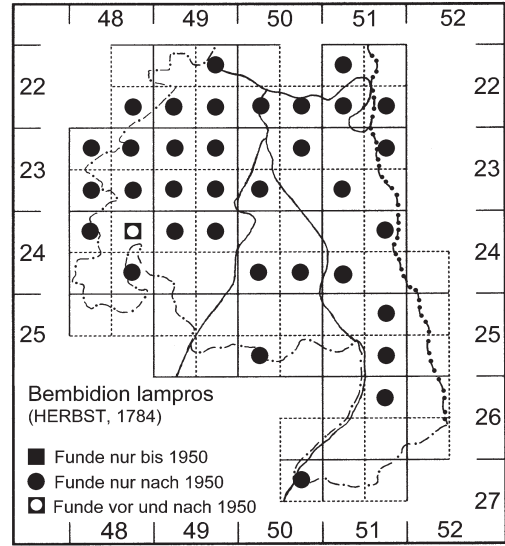 48 49 50 51 52
22 22
23 23
24 24
25 25
26
27
Bembidion lampros
(HERBST, 1784)
Funde nur bis 1950
Funde nur nach 1950
Funde vor und nach 1950
48 49 50 51 52